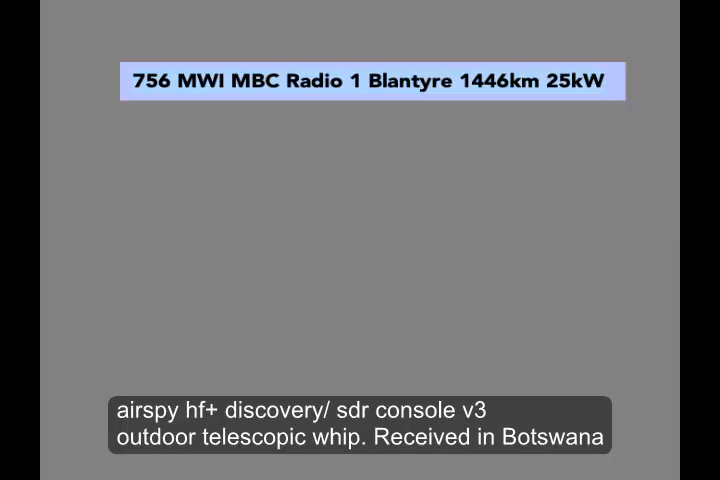 756 MWI MBC Radio 1 Blantyre 1446km 25kW
airspy hf+ discovery/ sdr console v3
outdoor telescopic whip. Received in Botswana